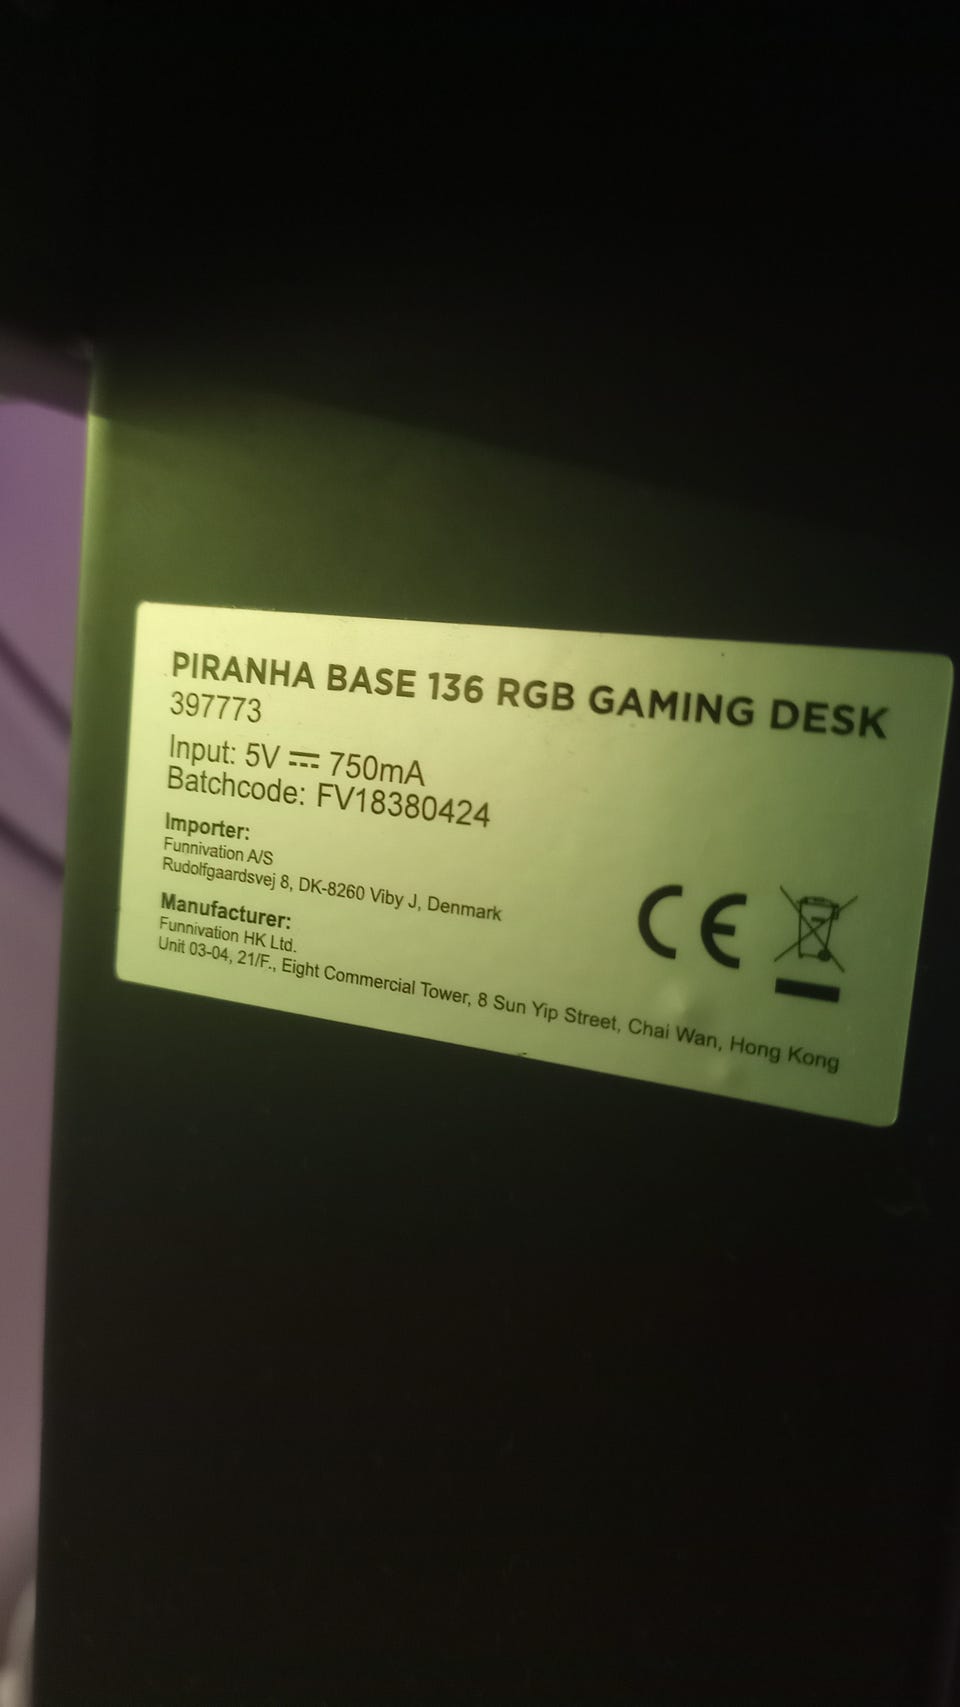 PIRANHA BASE 136 RGB GAMING DESK
397773
Input: 5V ⎓ 750mA
Batchcode: FV18380424
Importer:
Funnivation A/S
Rudolfgaardsvej 8, DK-8260 Viby J, Denmark
Manufacturer:
Funnivation HK Ltd.
Unit 03-04, 21/F., Eight Commercial Tower, 8 Sun Yip Street, Chai Wan, Hong Kong
CE